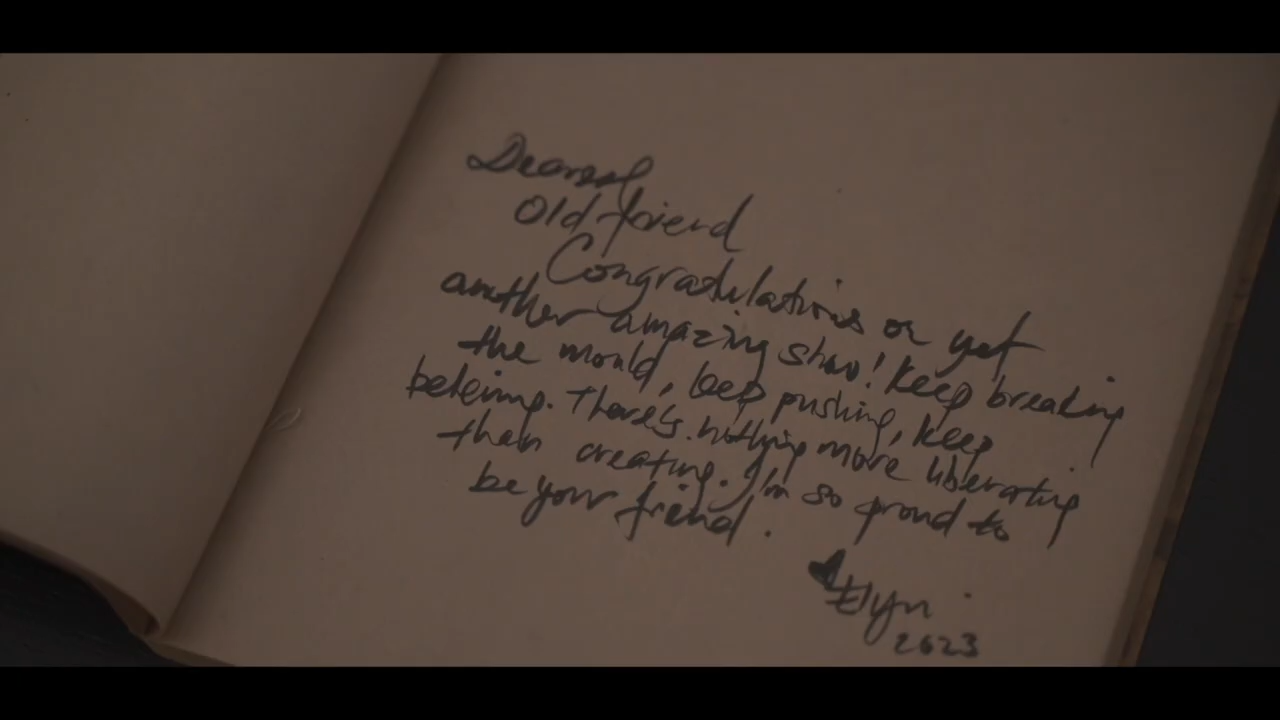 Dearest
Old friend
Congradulations on yet
another amazing show! Keep breaking
the mould, keep pushing, keep
beleiving. There's nothing more liberating
than creating. I'm so proud to
be your friend.
Elyn
2023